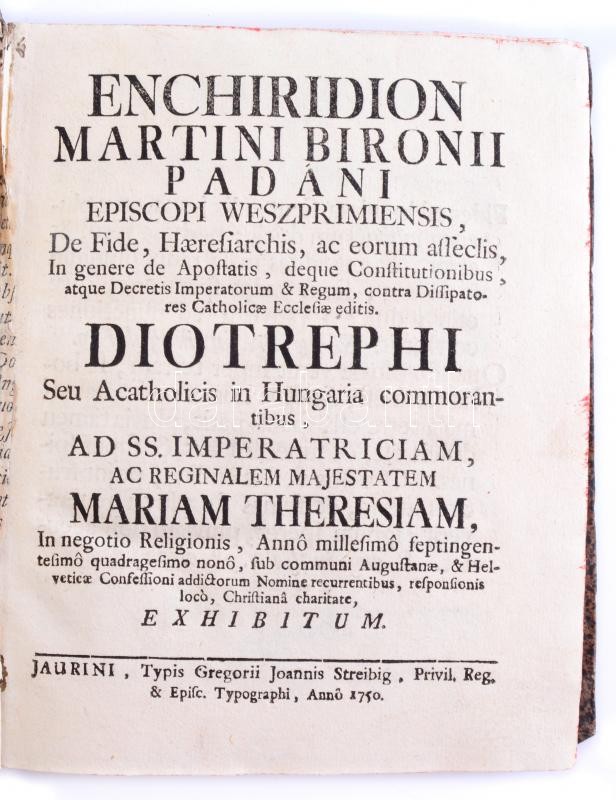 ENCHIRIDION
MARTINI BIRONII
PADÁNI
EPISCOPI WESZPRIMIENSIS,
De Fide, Hæreſiarchis, ac eorum aſſeclis,
In genere de Apoſtatis, deque Conſtitutionibus,
atque Decretis Imperatorum & Regum, contra Diſſipato-
res Catholicæ Eccleſiæ editis.
DIOTREPHI
Seu Acatholicis in Hungaria commoran-
tibus,
AD SS. IMPERATRICIAM,
AC REGINALEM MAJESTATEM
MARIAM THERESIAM,
In negotio Religionis, Annô milleſimô ſeptingen-
teſimô quadrageſimo nonô, ſub communi Auguſtanæ, & Hel-
veticæ Confeſſioni addictorum Nomine recurrentibus, reſponſionis
locò, Chriſtianâ charitate,
EXHIBITUM.
JAURINI, Typis Gregorii Joannis Streibig, Privil. Reg.
& Epiſc. Typographi, Annô 1750.